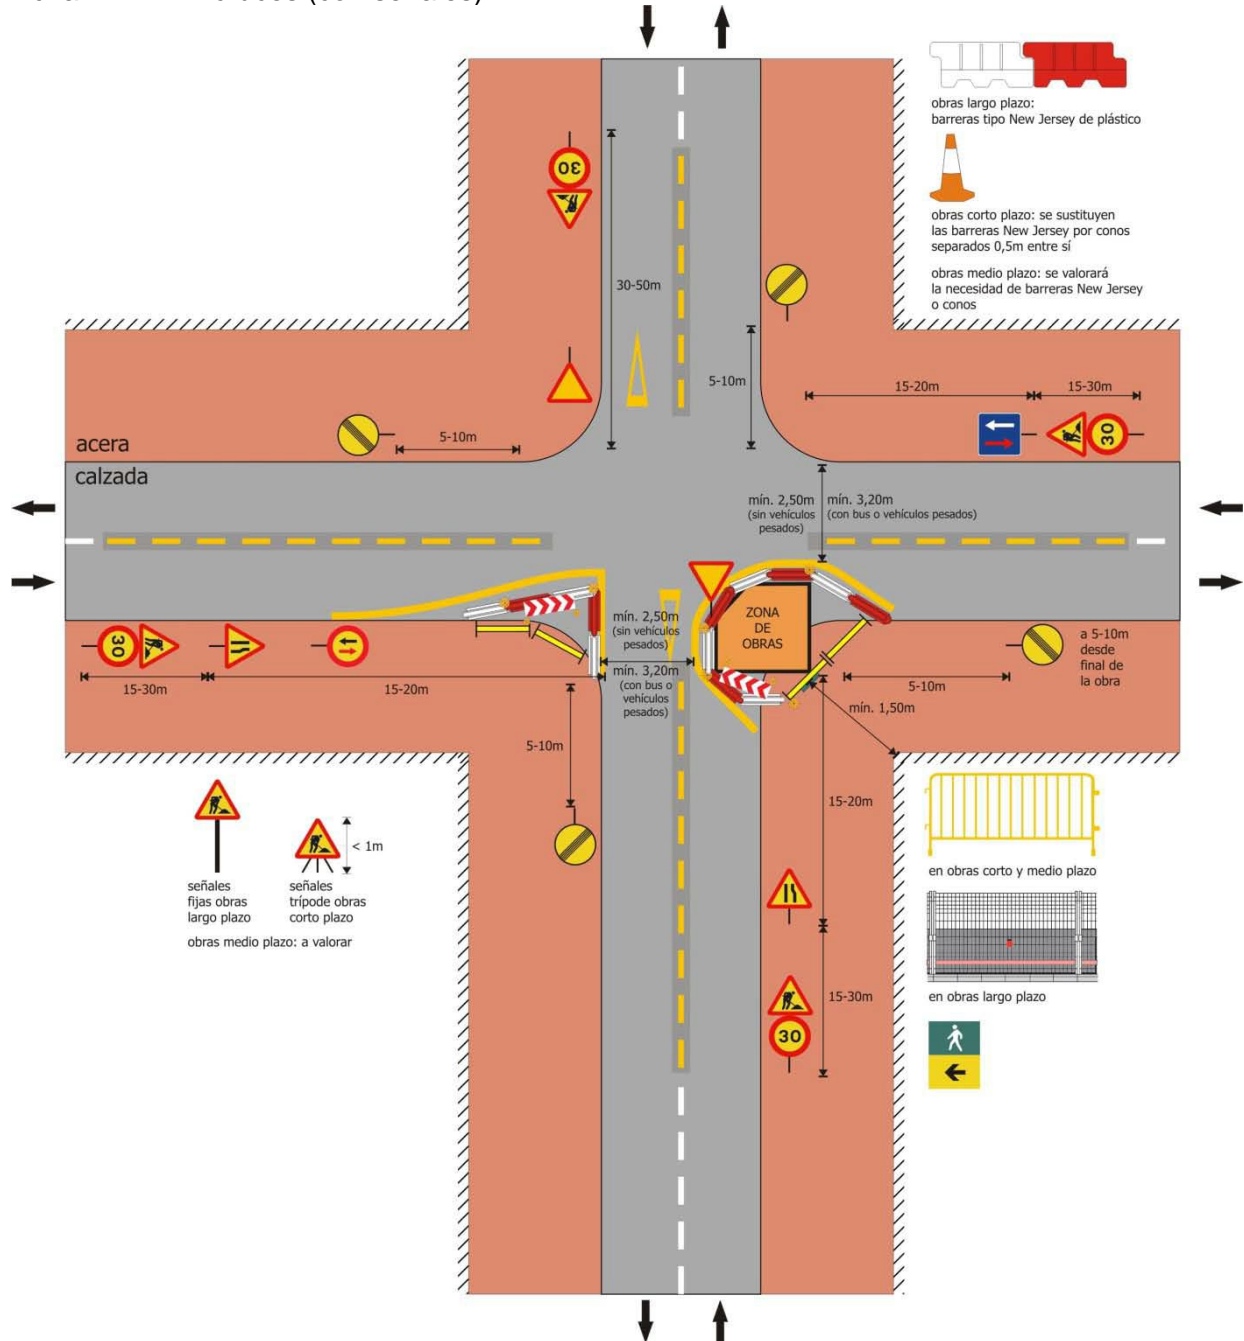 obras largo plazo:
barreras tipo New Jersey de plástico
obras corto plazo: se sustituyen
las barreras New Jersey por conos
separados 0,5m entre sí
obras medio plazo: se valorará
la necesidad de barreras New Jersey
o conos
30
30-50m
5-10m
15-20m
15-30m
30
acera
5-10m
calzada
mín. 2,50m
(sin vehículos
pesados)
mín. 3,20m
(con bus o vehículos pesados)
mín. 2,50m
(sin vehículos
pesados)
mín. 3,20m
(con bus o
vehículos
pesados)
ZONA
DE
OBRAS
a 5-10m
desde
final de
la obra
30
15-30m
15-20m
5-10m
mín. 1,50m
5-10m
15-20m
15-30m
30
< 1m
señales
fijas obras
largo plazo
señales
trípode obras
corto plazo
obras medio plazo: a valorar
en obras corto y medio plazo
en obras largo plazo